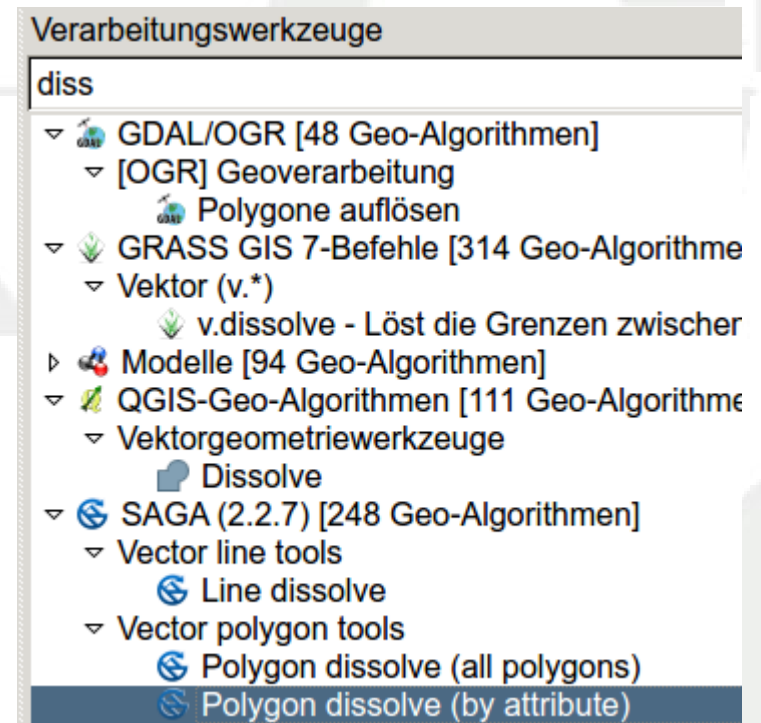 Verarbeitungswerkzeuge
diss
GDAL/OGR [48 Geo-Algorithmen]
[OGR] Geoverarbeitung
Polygone auflösen
GRASS GIS 7-Befehle [314 Geo-Algorithme
Vektor (v.*)
v.dissolve - Löst die Grenzen zwischen
Modelle [94 Geo-Algorithmen]
QGIS-Geo-Algorithmen [111 Geo-Algorithme
Vektorgeometriewerkzeuge
Dissolve
SAGA (2.2.7) [248 Geo-Algorithmen]
Vector line tools
Line dissolve
Vector polygon tools
Polygon dissolve (all polygons)
Polygon dissolve (by attribute)